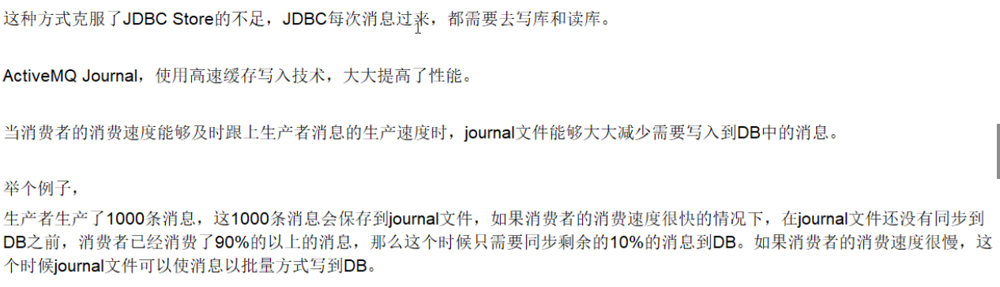 这种方式克服了JDBC Store的不足，JDBC每次消息过来，都需要去写库和读库。
ActiveMQ Journal，使用高速缓存写入技术，大大提高了性能。
当消费者的消费速度能够及时跟上生产者消息的生产速度时，journal文件能够大大减少需要写入到DB中的消息。
举个例子，
生产者生产了1000条消息，这1000条消息会保存到journal文件，如果消费者的消费速度很快的情况下，在journal文件还没有同步到
DB之前，消费者已经消费了90%的以上的消息，那么这个时候只需要同步剩余的10%的消息到DB。如果消费者的消费速度很慢，这
个时候journal文件可以使消息以批量方式写到DB。